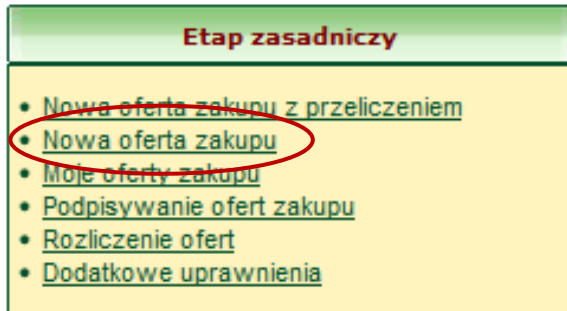 Etap zasadniczy
• Nowa oferta zakupu z przeliczeniem
• Nowa oferta zakupu
• Moje oferty zakupu
• Podpisywanie ofert zakupu
• Rozliczenie ofert
• Dodatkowe uprawnienia